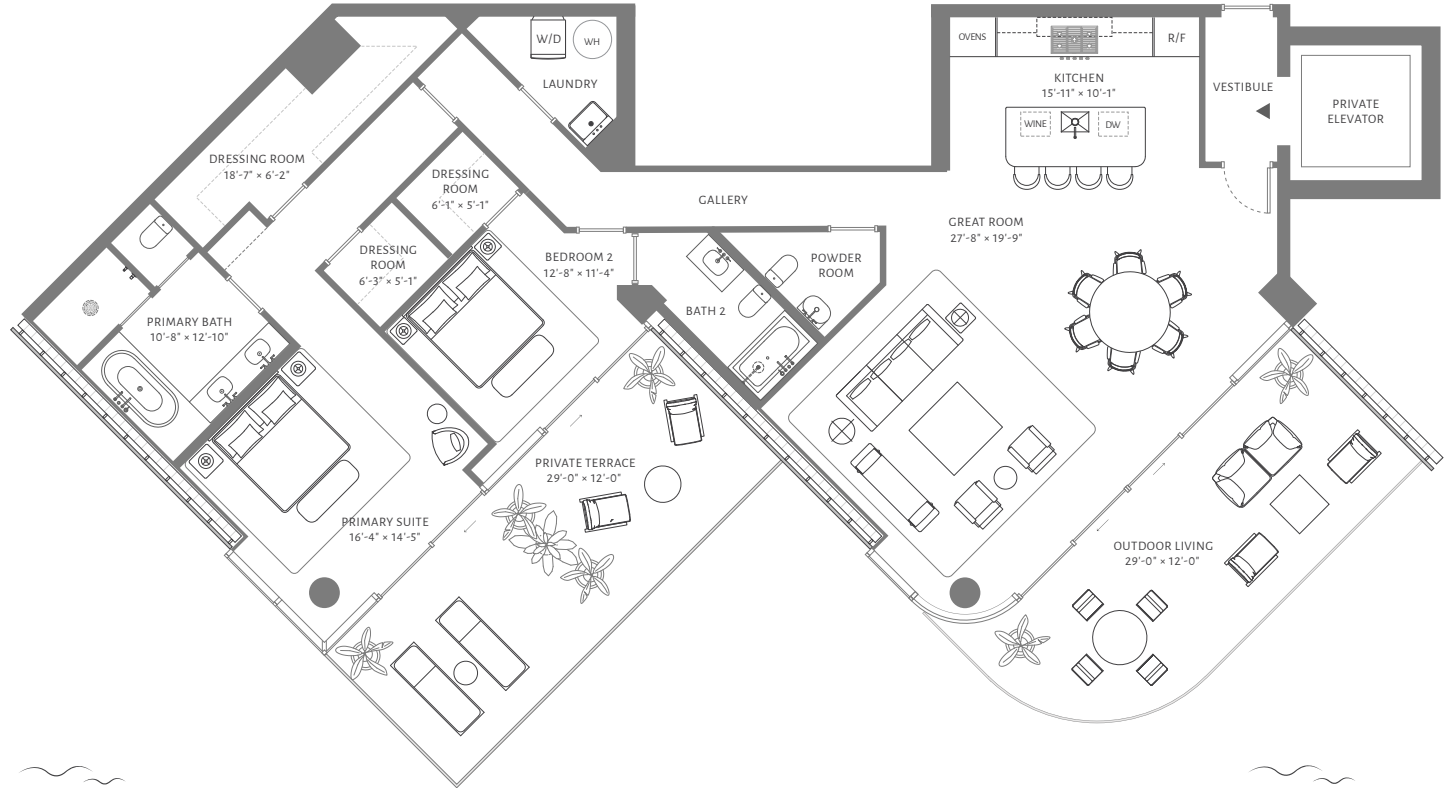 W/D
WH
LAUNDRY
OVENS
R/F
KITCHEN
15'-11" × 10'-1"
VESTIBULE
PRIVATE
ELEVATOR
WINE
DW
DRESSING ROOM
18'-7" × 6'-2"
DRESSING
ROOM
6'-1" × 5'-1"
GALLERY
GREAT ROOM
27'-8" × 19'-9"
DRESSING
ROOM
6'-3" × 5'-1"
BEDROOM 2
12'-8" × 11'-4"
POWDER
ROOM
BATH 2
PRIMARY BATH
10'-8" × 12'-10"
PRIVATE TERRACE
29'-0" × 12'-0"
PRIMARY SUITE
16'-4" × 14'-5"
OUTDOOR LIVING
29'-0" × 12'-0"